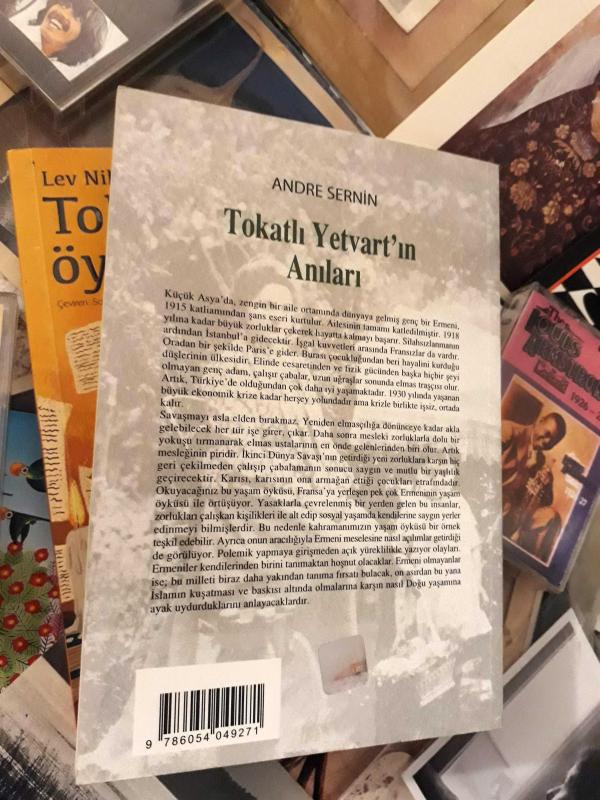 ANDRE SERNİN
Tokatlı Yetvart'ın
Anıları
Küçük Asya'da, zengin bir aile ortamında dünyaya gelmiş genç bir Ermeni,
1915 katliamından şans eseri kurtulur. Ailesinin tamamı katledilmiştir. 1918
yılına kadar büyük zorluklar çekerek hayatta kalmayı başarır. Silahsızlanmanın
ardından İstanbul'a gidecektir. İşgal kuvvetleri arasında Fransızlar da vardır.
Oradan bir şekilde Paris'e gider. Burası çocukluğundan beri hayalini kurduğu
düşlerinin ülkesidir. Elinde cesaretinden ve fizik gücünden başka hiçbir şeyi
olmayan genç adam, çalışır çabalar, uzun uğraşlar sonunda elmas traşçısı olur.
Artık, Türkiye'de olduğundan çok daha iyi yaşamaktadır. 1930 yılında yaşanan
büyük ekonomik krize kadar herşey yolundadır ama krizle birlikte işsiz, ortada
kalır.
Savaşmayı asla elden bırakmaz. Yeniden elmasçılığa dönünceye kadar akla
gelebilecek her tür işe girer, çıkar. Daha sonra mesleki zorluklarla dolu bir
yokuşu tırmanarak elmas ustalarının en önde gelenlerinden biri olur. Artık
mesleğinin piridir. İkinci Dünya Savaşı'nın getirdiği yeni zorluklara karşın hiç
geri çekilmeden çalışıp çabalamanın sonucu saygın ve mutlu bir yaşlılık
geçirecektir. Karısı, karısının ona armağan ettiği çocukları etrafındadır.
Okuyacağınız bu yaşam öyküsü, Fransa'ya yerleşen pek çok Ermeninin yaşam
öyküsü ile örtüşüyor. Yasaklarla çevrelenmiş bir yerden gelen bu insanlar,
zorlukları çalışkan kişilikleri ile alt edip sosyal yaşamda kendilerine saygın yerler
edinmeyi bilmişlerdir. Bu nedenle kahramanımızın yaşam öyküsü bir örnek
teşkil edebilir. Ayrıca onun aracılığıyla Ermeni meselesine nasıl açılımlar getirdiği
de görülüyor. Polemik yapmaya girişmeden açık yüreklilikle yazıyor olayları.
Ermeniler kendilerinden birini tanımaktan hoşnut olacaklar. Ermeni olmayanlar
ise; bu milleti biraz daha yakından tanıma fırsatı bulacak, on asırdan bu yana
İslamın kuşatması ve baskısı altında olmalarına karşın nasıl Doğu yaşamına
ayak uydurduklarını anlayacaklardır.
9 786054 049271
Lev Nil
To
öy
Çeviren: So
The
LOUIS
1926